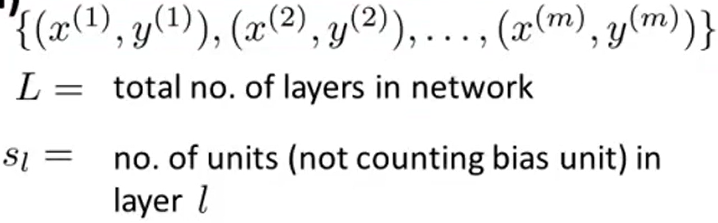 {(x^{(1)}, y^{(1)}), (x^{(2)}, y^{(2)}), ..., (x^{(m)}, y^{(m)})}
L = total no. of layers in network
s_l = no. of units (not counting bias unit) in
layer l